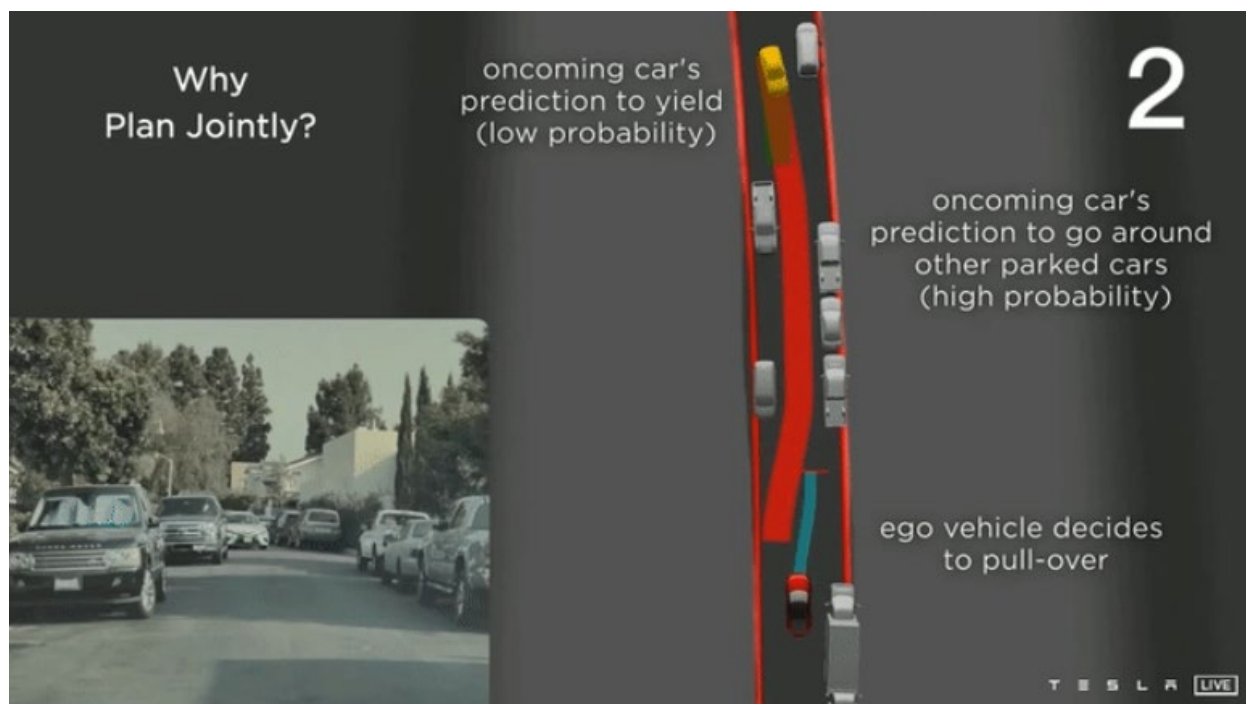 Why
Plan Jointly?
oncoming car's
prediction to yield
(low probability)
2
oncoming car's
prediction to go around
other parked cars
(high probability)
ego vehicle decides
to pull-over
TESLA LIVE